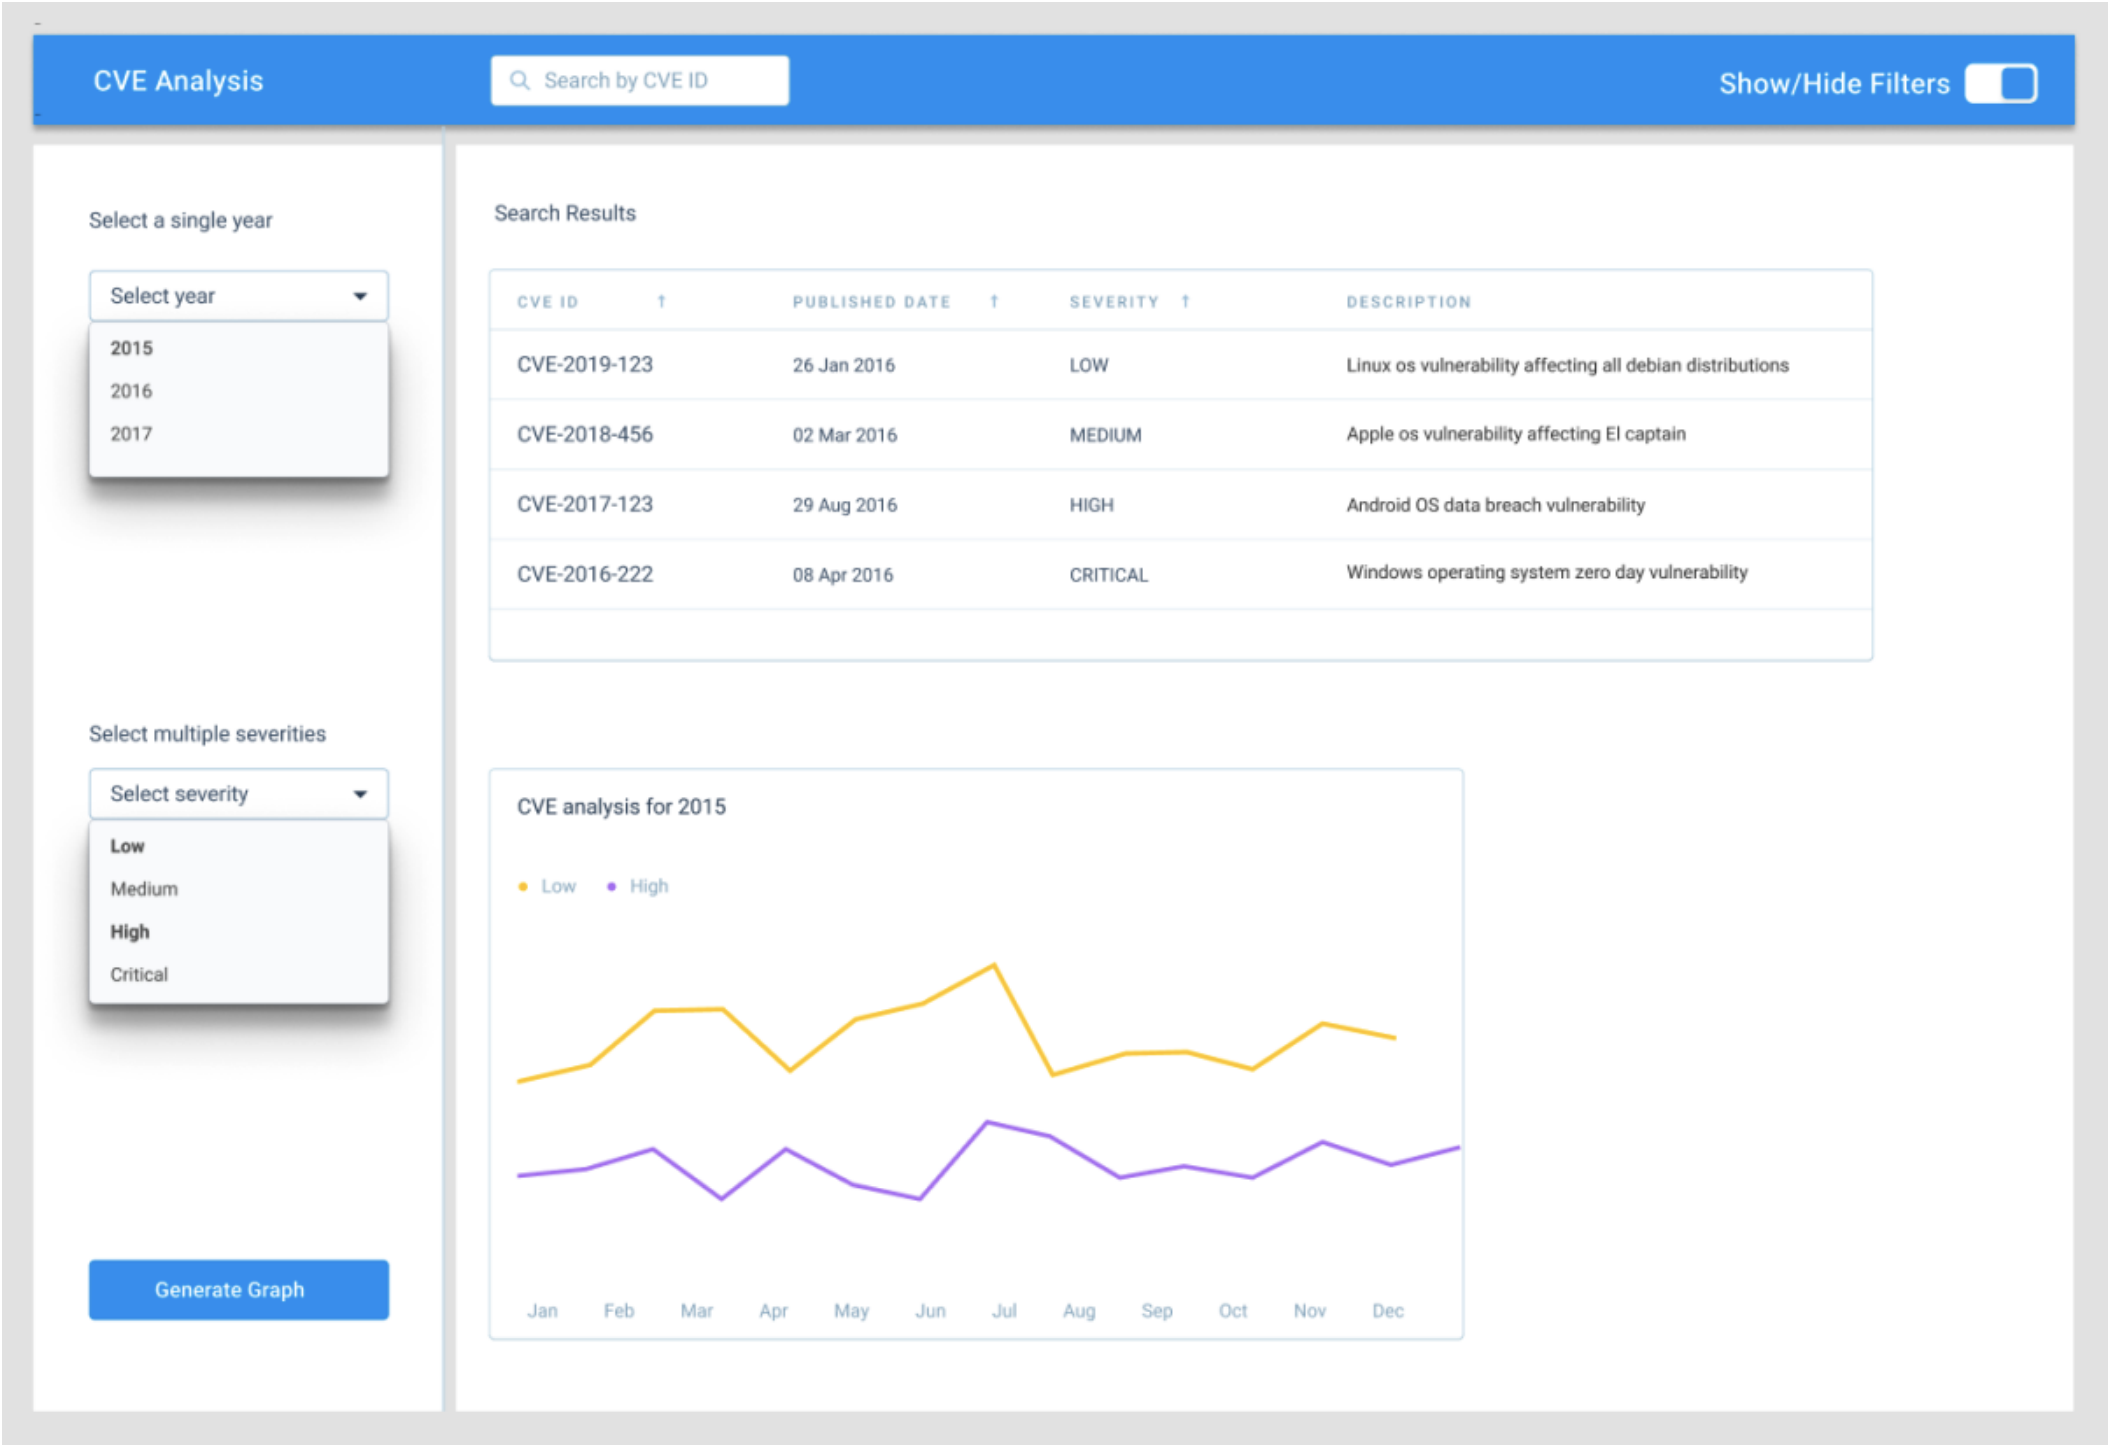 CVE Analysis
Search by CVE ID
Show/Hide Filters
Select a single year
Select year
2015
2016
2017
Select multiple severities
Select severity
Low
Medium
High
Critical
Generate Graph
Search Results
CVE ID ↑ PUBLISHED DATE ↑ SEVERITY ↑ DESCRIPTION
CVE-2019-123 26 Jan 2016 LOW Linux os vulnerability affecting all debian distributions
CVE-2018-456 02 Mar 2016 MEDIUM Apple os vulnerability affecting El captain
CVE-2017-123 29 Aug 2016 HIGH Android OS data breach vulnerability
CVE-2016-222 08 Apr 2016 CRITICAL Windows operating system zero day vulnerability
CVE analysis for 2015
Low High
Jan Feb Mar Apr May Jun Jul Aug Sep Oct Nov Dec